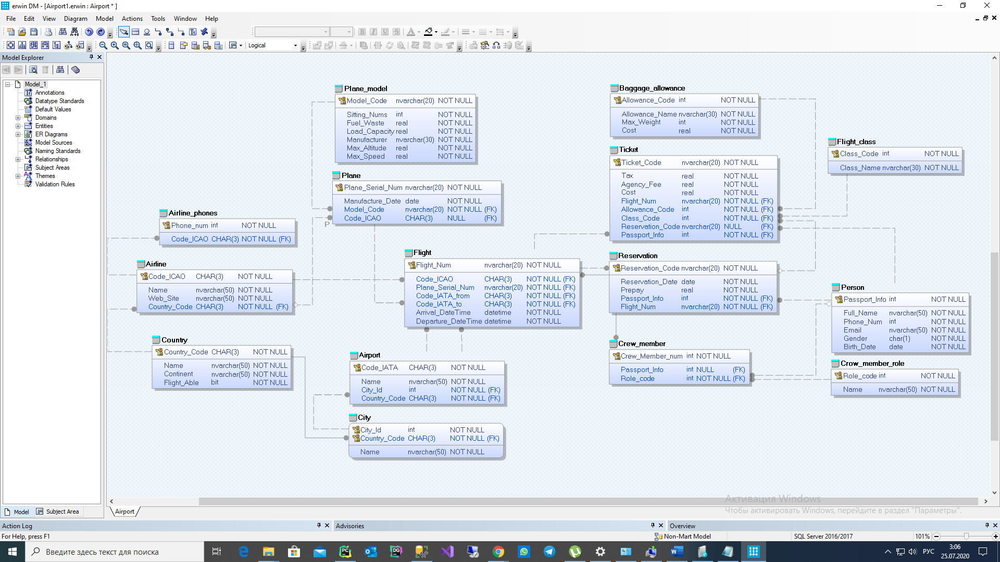 erwin DM - [Airport1.erwin : Airport * ]
File Edit View Diagram Model Actions Tools Window Help
Logical
Model Explorer
Model_1
Annotations
Datatype Standards
Default Values
Domains
Entities
ER Diagrams
Model Sources
Naming Standards
Relationships
Subject Areas
Themes
Validation Rules
Model Subject Area
Plane_model
Model_Code nvarchar(20) NOT NULL
Sitting_Nums int NOT NULL
Fuel_Waste real NOT NULL
Load_Capacity real NOT NULL
Manufacturer nvarchar(30) NOT NULL
Max_Altitude real NOT NULL
Max_Speed real NOT NULL
Plane
Plane_Serial_Num nvarchar(20) NOT NULL
Manufacture_Date date NOT NULL
Model_Code nvarchar(20) NOT NULL (FK)
Code_ICAO CHAR(3) NULL (FK)
P
Airline_phones
Phone_num int NOT NULL
Code_ICAO CHAR(3) NOT NULL (FK)
Airline
Code_ICAO CHAR(3) NOT NULL
Name nvarchar(50) NOT NULL
Web_Site nvarchar(50) NOT NULL
Country_Code CHAR(3) NOT NULL (FK)
Country
Country_Code CHAR(3) NOT NULL
Name nvarchar(50) NOT NULL
Continent nvarchar(50) NOT NULL
Flight_Able bit NOT NULL
Flight
Flight_Num nvarchar(20) NOT NULL
Code_ICAO CHAR(3) NOT NULL (FK)
Plane_Serial_Num nvarchar(20) NOT NULL (FK)
Code_IATA_from CHAR(3) NOT NULL (FK)
Code_IATA_to CHAR(3) NOT NULL (FK)
Arrival_DateTime datetime NOT NULL
Departure_DateTime datetime NOT NULL
Airport
Code_IATA CHAR(3) NOT NULL
Name nvarchar(50) NOT NULL
City_Id int NOT NULL (FK)
Country_Code CHAR(3) NOT NULL (FK)
City
City_Id int NOT NULL
Country_Code CHAR(3) NOT NULL (FK)
Name nvarchar(50) NOT NULL
Baggage_allowance
Allowance_Code int NOT NULL
Allowance_Name nvarchar(30) NOT NULL
Max_Weight int NOT NULL
Cost real NOT NULL
Ticket
Ticket_Code nvarchar(20) NOT NULL
Tax real NOT NULL
Agency_Fee real NOT NULL
Cost real NOT NULL
Flight_Num nvarchar(20) NOT NULL (FK)
Allowance_Code int NOT NULL (FK)
Class_Code int NOT NULL (FK)
Reservation_Code nvarchar(20) NULL (FK)
Passport_Info int NOT NULL (FK)
Flight_class
Class_Code int NOT NULL
Class_Name nvarchar(30) NOT NULL
Reservation
Reservation_Code nvarchar(20) NOT NULL
Reservation_Date date NOT NULL
Prepay real NOT NULL
Passport_Info int NOT NULL (FK)
Flight_Num nvarchar(20) NOT NULL (FK)
Person
Passport_Info int NOT NULL
Full_Name nvarchar(50) NOT NULL
Phone_Num int NOT NULL
Email nvarchar(50) NOT NULL
Gender char(1) NOT NULL
Birth_Date date NOT NULL
Crew_member
Crew_Member_num int NOT NULL
Passport_Info int NULL (FK)
Role_code int NOT NULL (FK)
Crow_member_role
Role_code int NOT NULL
Name nvarchar(50) NOT NULL
Активация Windows
Чтобы активировать Windows, перейдите в раздел "Параметры".
Airport
Action Log Advisories Overview
For Help, press F1 Non-Mart Model SQL Server 2016/2017 101%
Введите здесь текст для поиска
РУС
3:06
25.07.2020